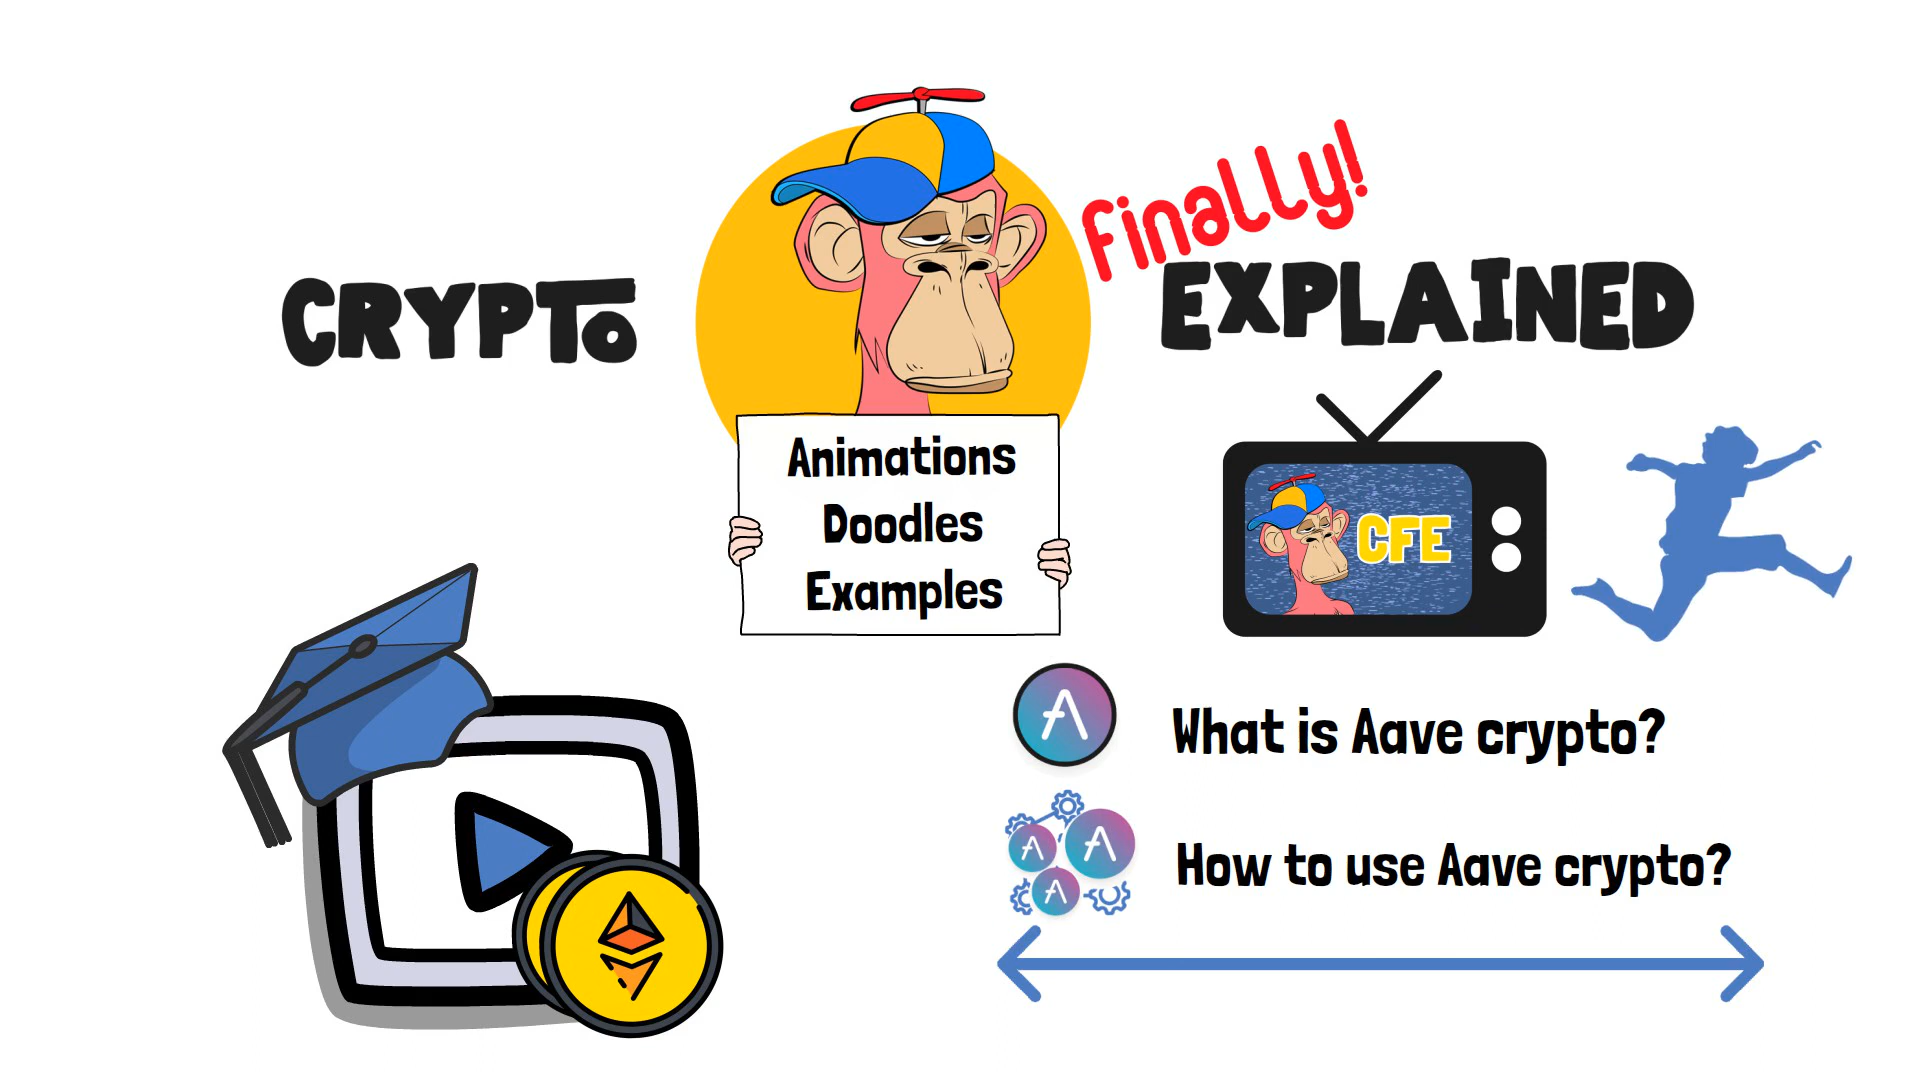 CRYPTO
Finally!
EXPLAINED
Animations
Doodles
Examples
CFE
What is Aave crypto?
How to use Aave crypto?